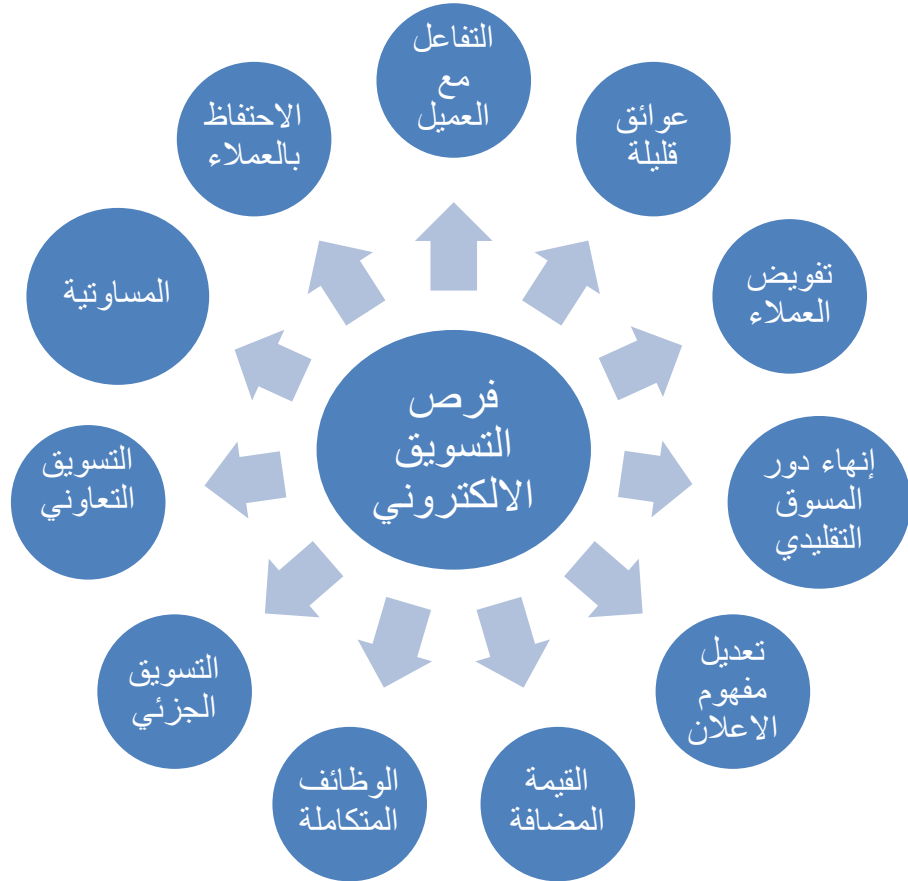 فرص
التسويق
الالكتروني
التفاعل
مع
العميل
عوائق
قليلة
تفويض
العملاء
إنهاء دور
المسوق
التقليدي
تعديل
مفهوم
الاعلان
القيمة
المضافة
الوظائف
المتكاملة
التسويق
الجزئي
التسويق
التعاوني
المساوتية
الاحتفاظ
بالعملاء